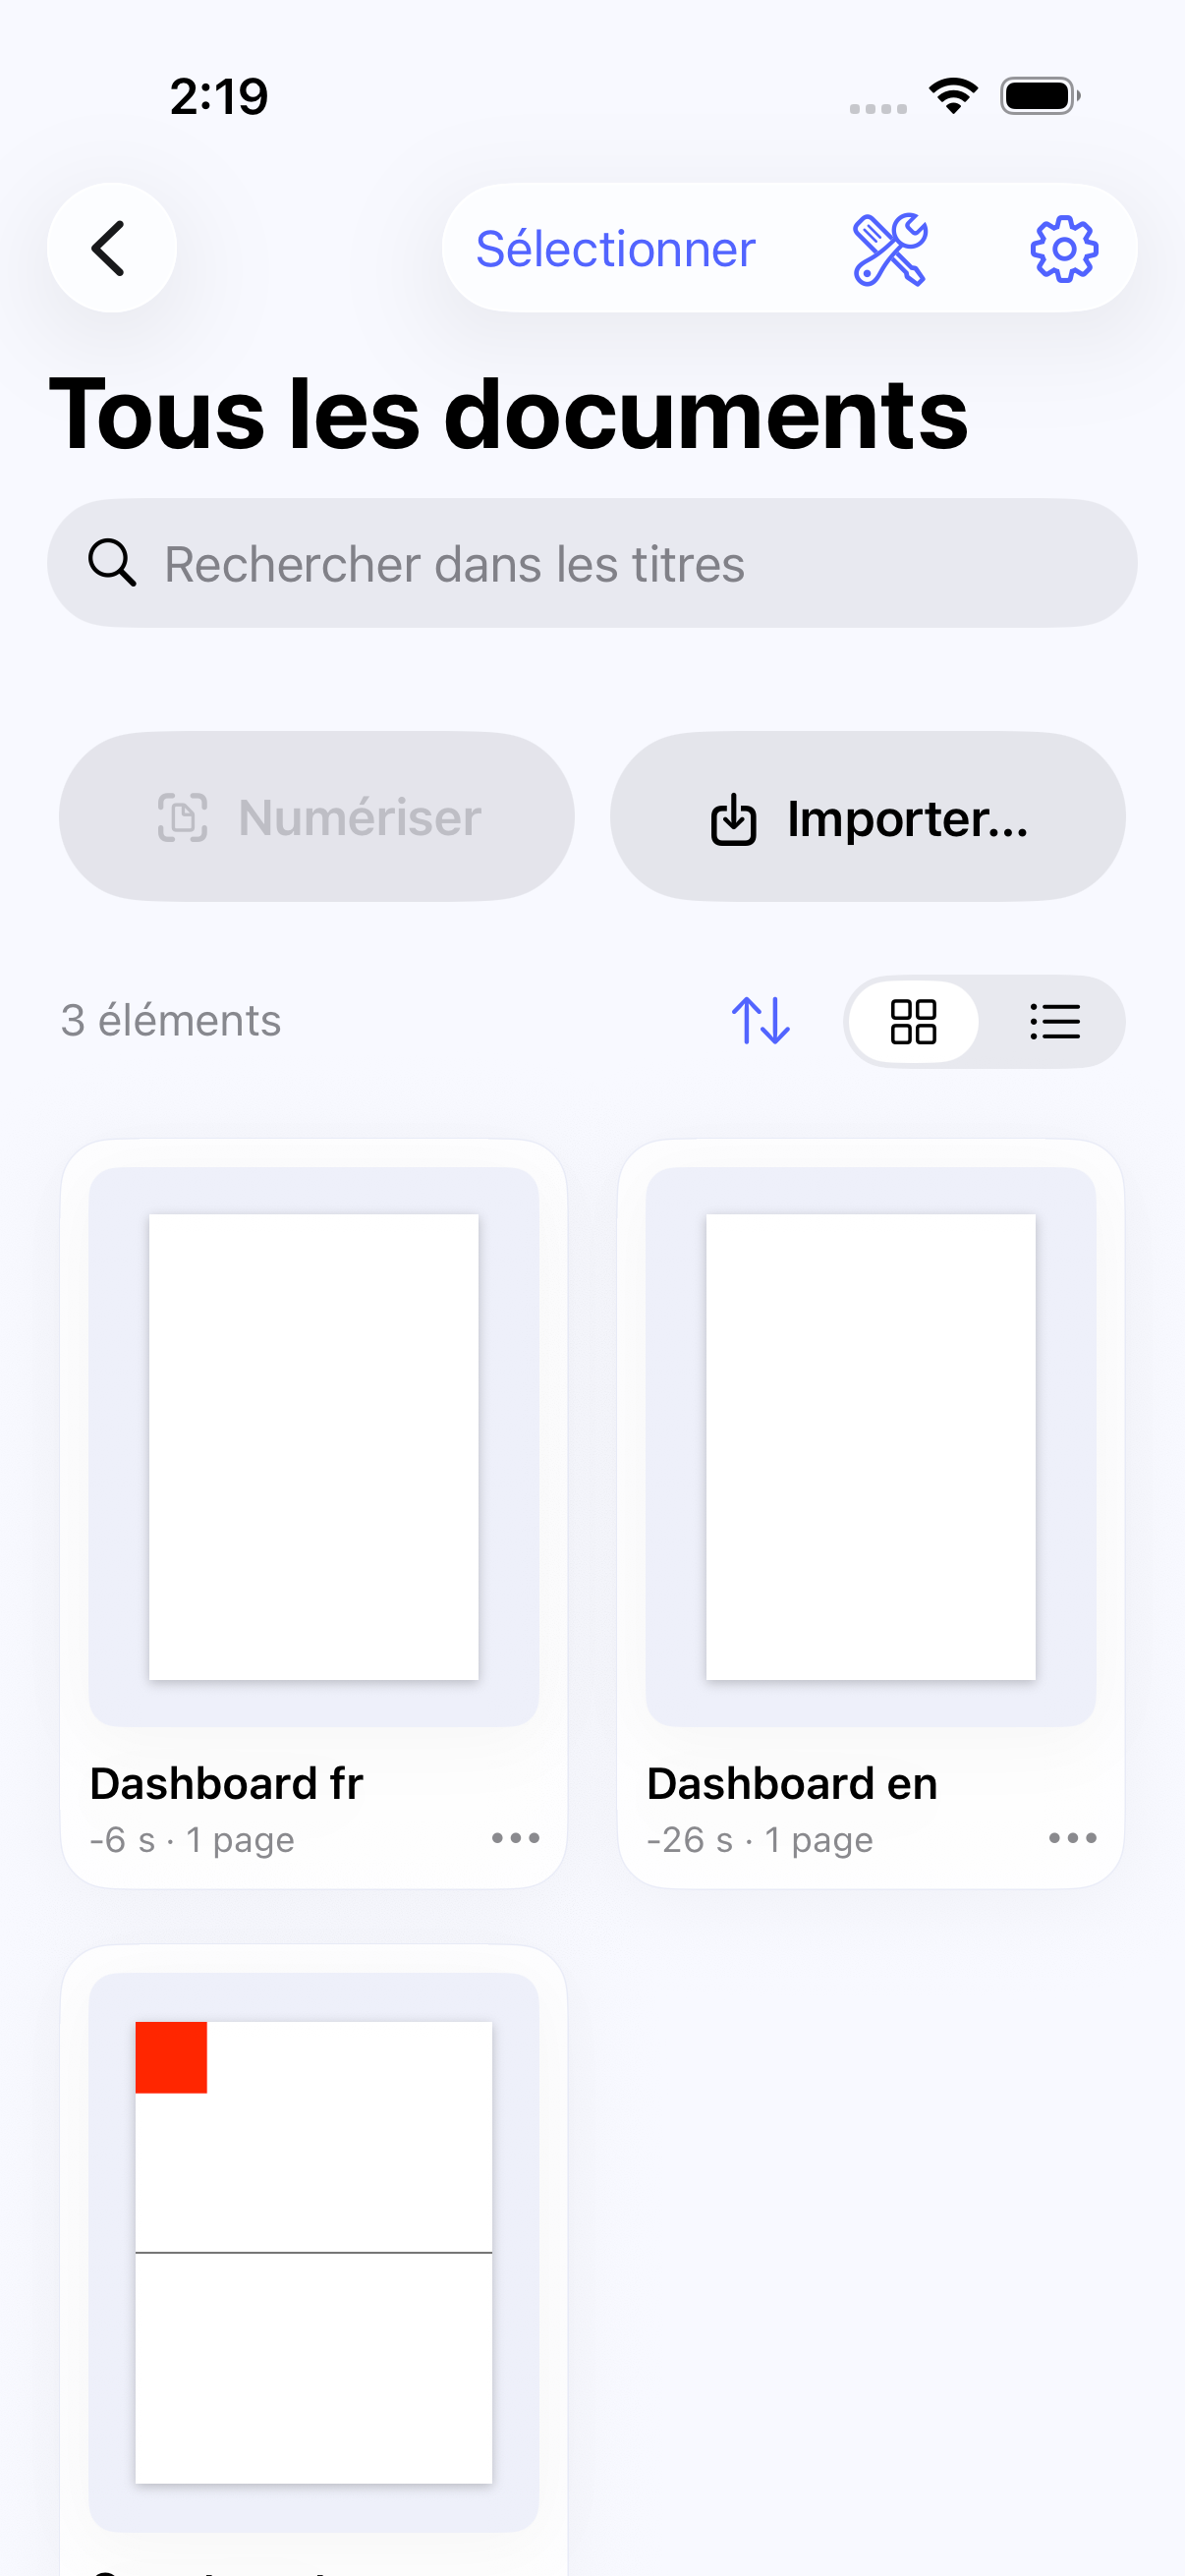 2:19
Sélectionner
Tous les documents
Rechercher dans les titres
Numériser
Importer...
3 éléments
Dashboard fr
-6 s · 1 page
Dashboard en
-26 s · 1 page